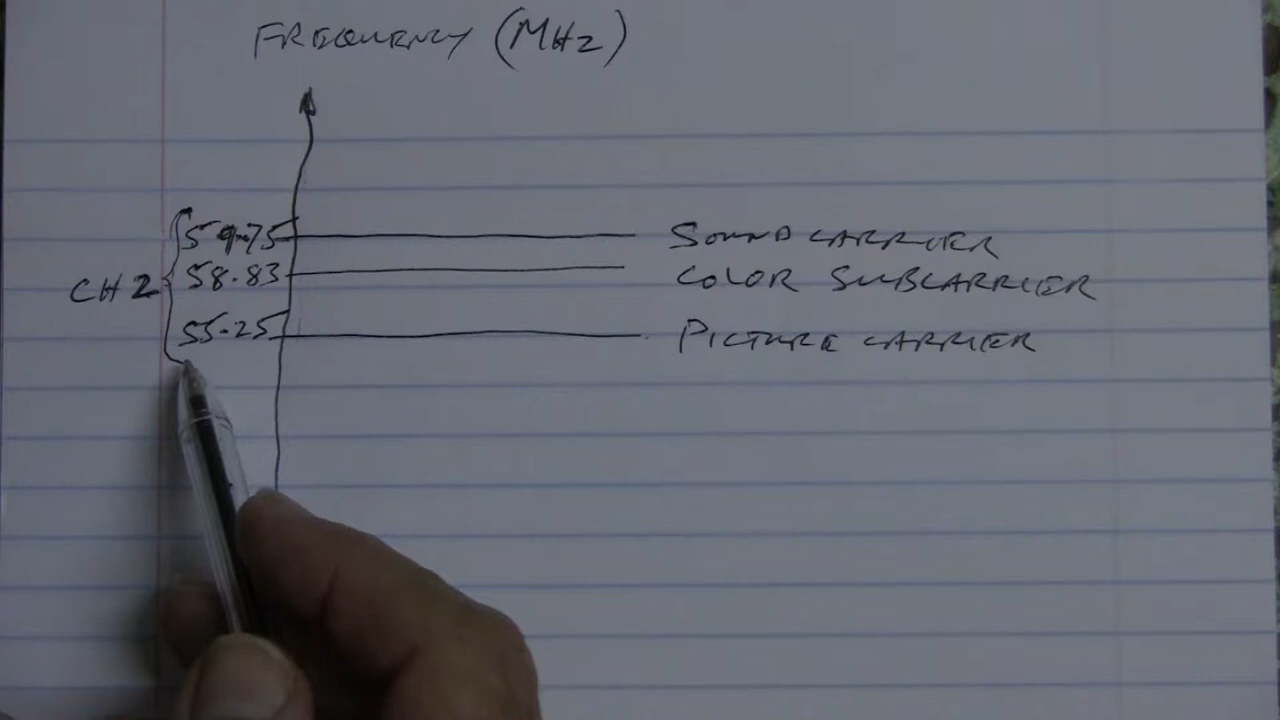 FREQUENCY (MHz)
59.75 SOUND CARRIER
58.83 COLOR SUBCARRIER
CH 2
55.25 PICTURE CARRIER